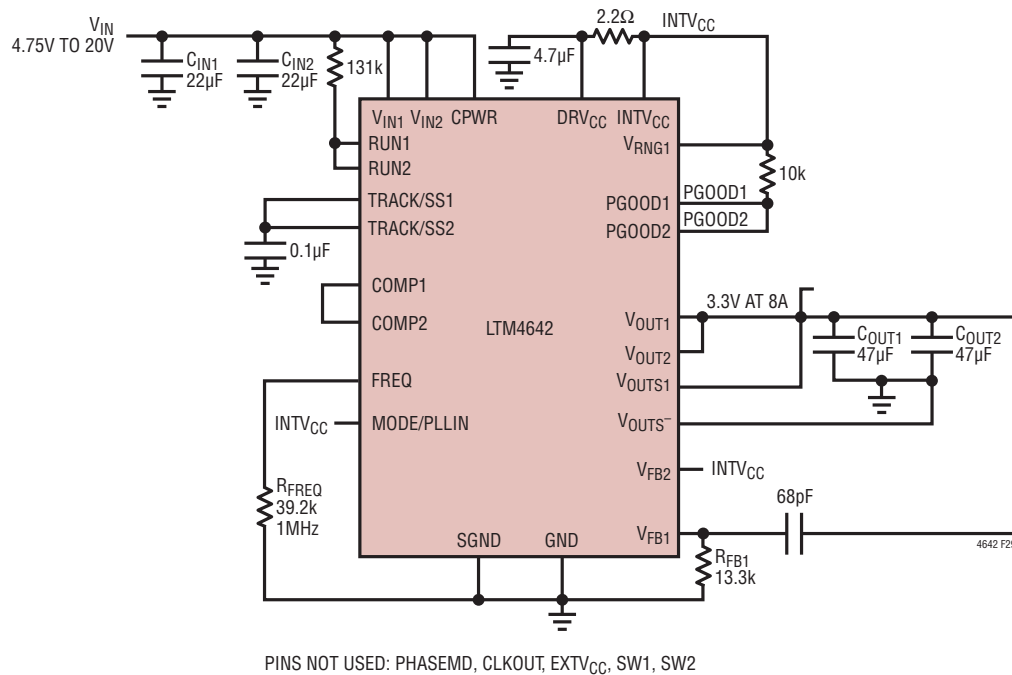 VIN
4.75V TO 20V
CIN1
22µF
CIN2
22µF
131k
4.7µF
2.2Ω
INTVCC
VIN1 VIN2 CPWR
DRVCC INTVCC
RUN1
RUN2
VRNG1
10k
TRACK/SS1
TRACK/SS2
0.1µF
PGOOD1
PGOOD1
PGOOD2
PGOOD2
COMP1
COMP2
LTM4642
3.3V AT 8A
VOUT1
VOUT2
VOUTS1
VOUTS–
COUT1
47µF
COUT2
47µF
FREQ
INTVCC
MODE/PLLIN
VFB2
INTVCC
RFREQ
39.2k
1MHz
68pF
SGND
GND
VFB1
RFB1
13.3k
4642 F29
PINS NOT USED: PHASEMD, CLKOUT, EXTVCC, SW1, SW2